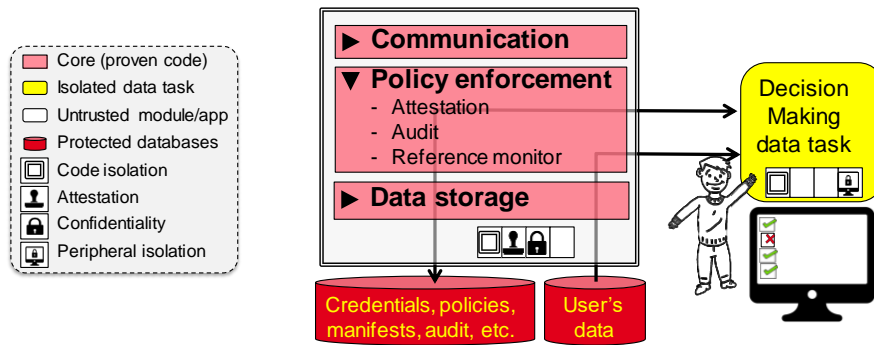 Core (proven code)
Isolated data task
Untrusted module/app
Protected databases
Code isolation
Attestation
Confidentiality
Peripheral isolation
▶ Communication
▼ Policy enforcement
- Attestation
- Audit
- Reference monitor
▶ Data storage
Credentials, policies,
manifests, audit, etc.
User's
data
Decision
Making
data task